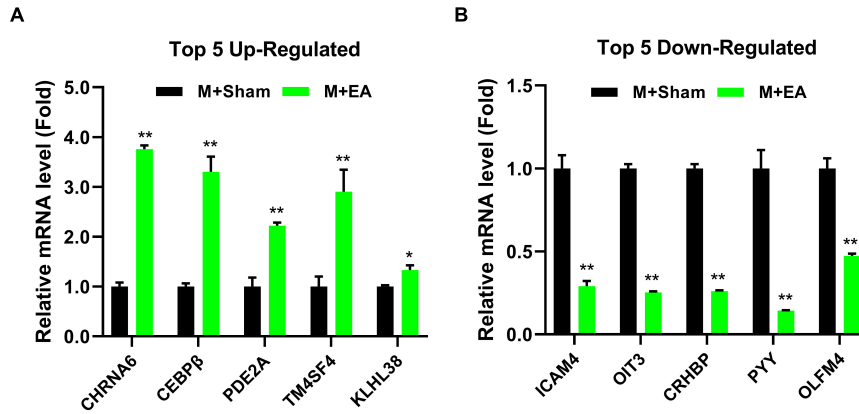 A
Top 5 Up-Regulated
M+Sham M+EA
Relative mRNA level (Fold)
5.0
4.0
3.0
2.0
1.0
0.0
**
**
**
**
*
CHRNA6
CEBPβ
PDE2A
TM4SF4
KLHL38
B
Top 5 Down-Regulated
M+Sham M+EA
Relative mRNA level (Fold)
1.5
1.0
0.5
0.0
**
**
**
**
**
ICAM4
OIT3
CRHBP
PYY
OLFM4